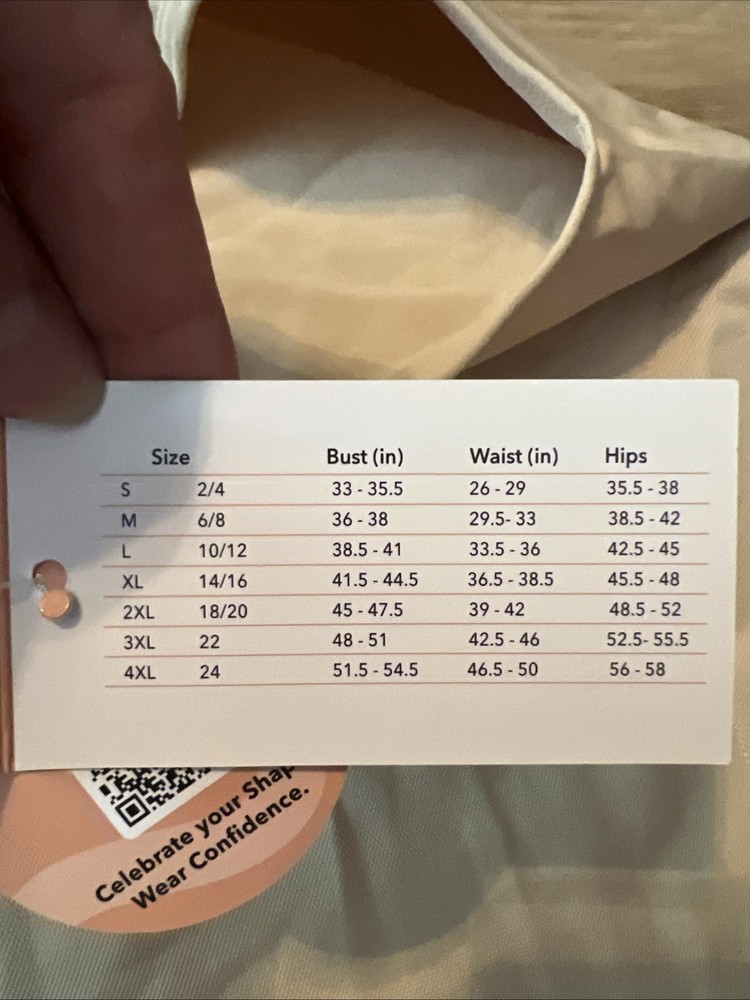 Size Bust (in) Waist (in) Hips
S 2/4 33 - 35.5 26 - 29 35.5 - 38
M 6/8 36 - 38 29.5- 33 38.5 - 42
L 10/12 38.5 - 41 33.5 - 36 42.5 - 45
XL 14/16 41.5 - 44.5 36.5 - 38.5 45.5 - 48
2XL 18/20 45 - 47.5 39 - 42 48.5 - 52
3XL 22 48 - 51 42.5 - 46 52.5- 55.5
4XL 24 51.5 - 54.5 46.5 - 50 56 - 58
Celebrate your Shap
Wear Confidence.